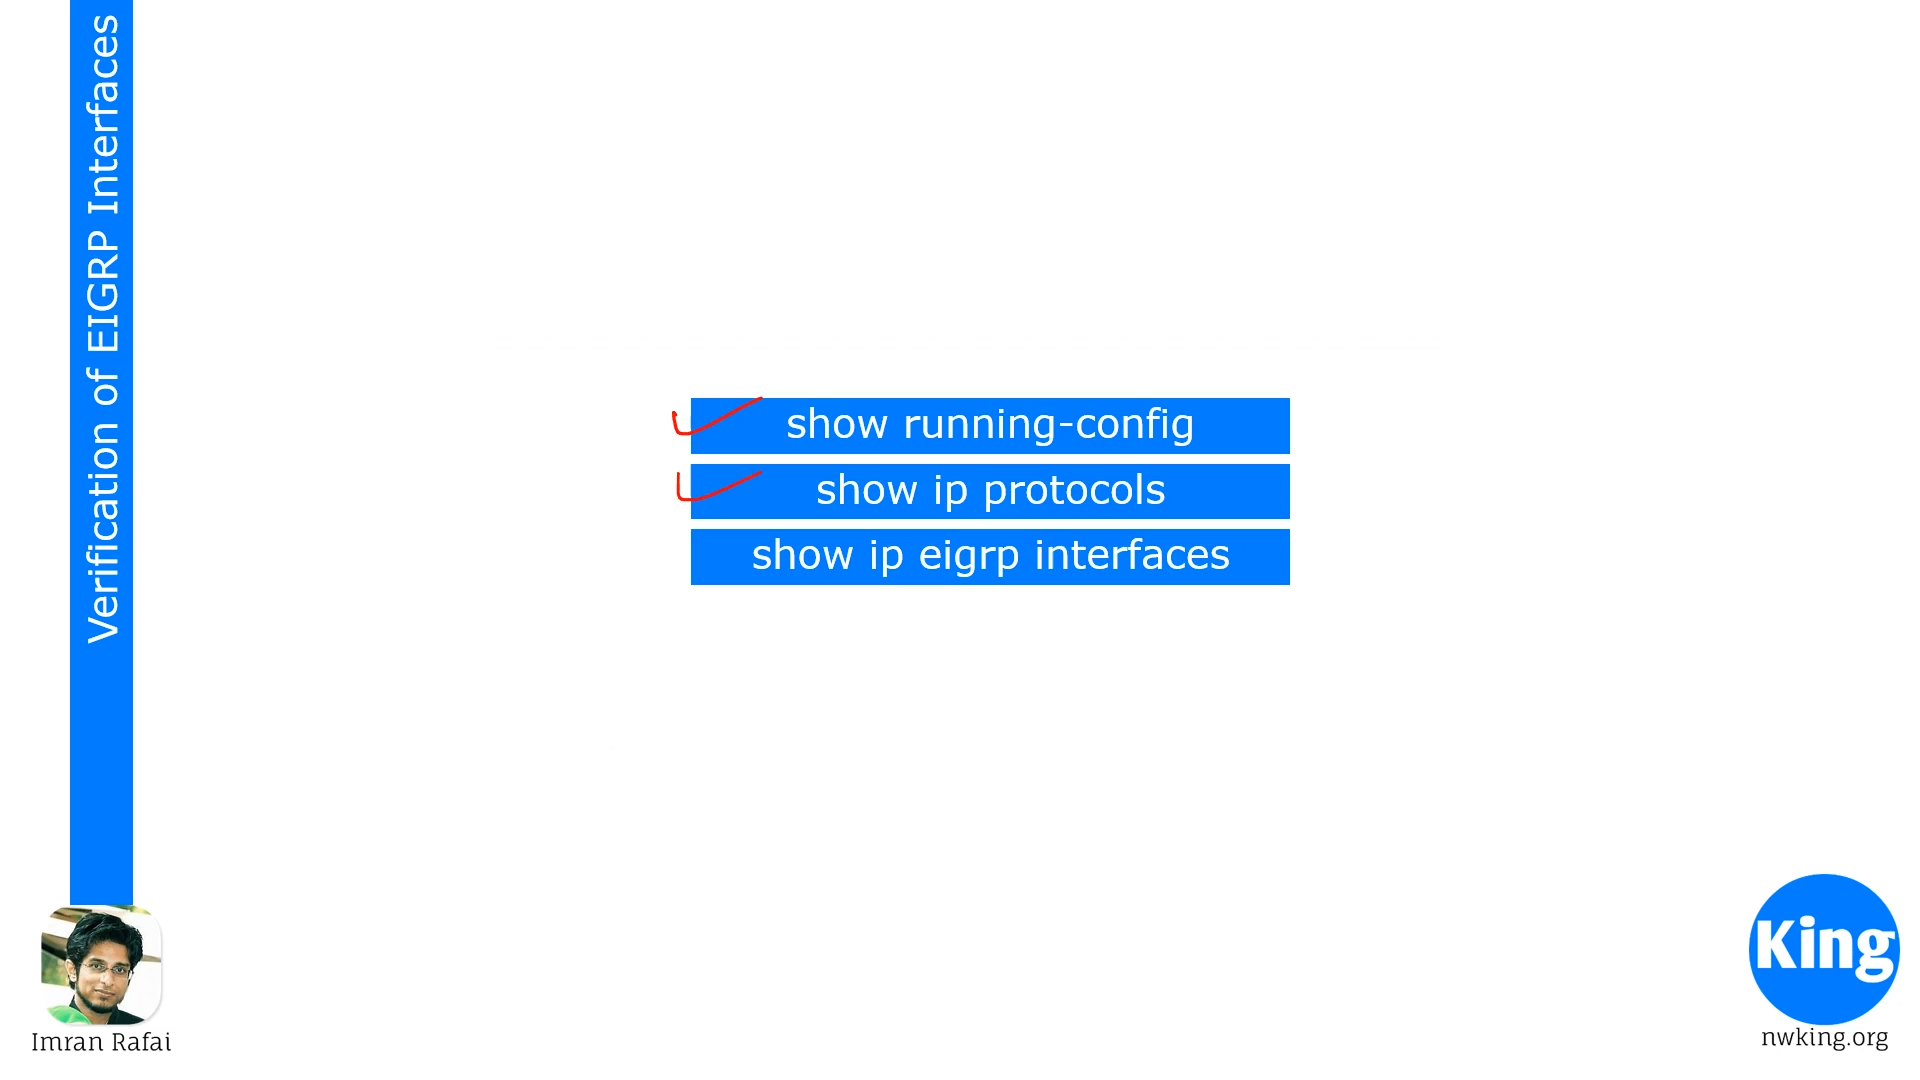 Verification of EIGRP Interfaces
show running-config
show ip protocols
show ip eigrp interfaces
Imran Rafai
King
nwking.org